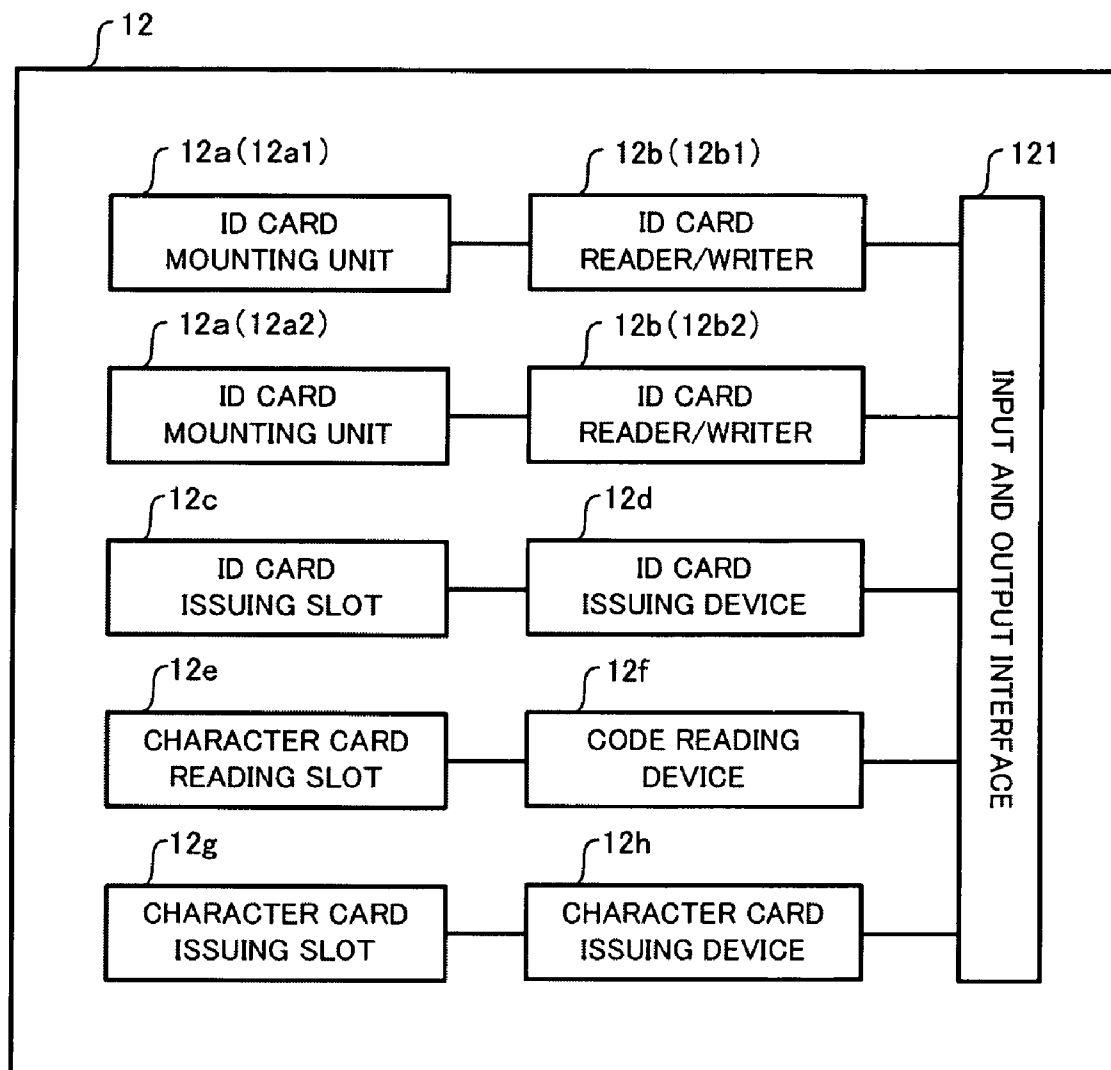 12
12a(12a1)
12b(12b1)
121
ID CARD
MOUNTING UNIT
ID CARD
READER/WRITER
12a(12a2)
12b(12b2)
ID CARD
MOUNTING UNIT
ID CARD
READER/WRITER
INPUT AND OUTPUT INTERFACE
12c
12d
ID CARD
ISSUING SLOT
ID CARD
ISSUING DEVICE
12e
12f
CHARACTER CARD
READING SLOT
CODE READING
DEVICE
12g
12h
CHARACTER CARD
ISSUING SLOT
CHARACTER CARD
ISSUING DEVICE